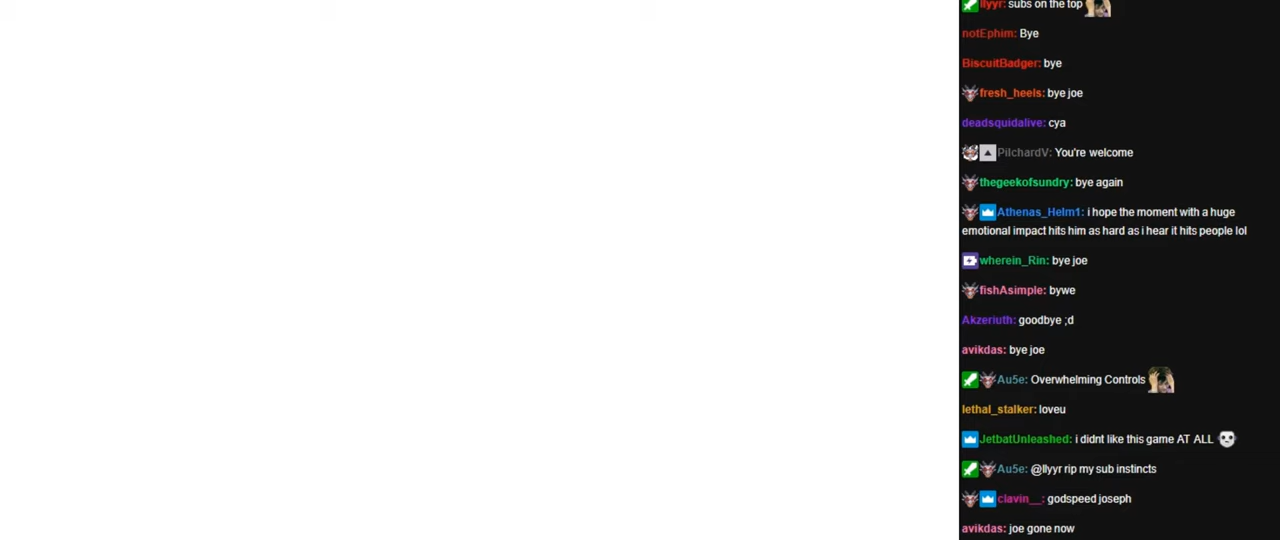 llyyr: subs on the top
notEphim: Bye
BiscuitBadger: bye
fresh_heels: bye joe
deadsquidalive: cya
PilchardV: You're welcome
thegeekofsundry: bye again
Athenas_Helm1: i hope the moment with a huge
emotional impact hits him as hard as i hear it hits people lol
wherein_Rin: bye joe
fishAsimple: bywe
Akzeriuth: goodbye ;d
avikdas: bye joe
Au5e: Overwhelming Controls
lethal_stalker: loveu
JetbatUnleashed: i didnt like this game AT ALL
Au5e: @llyyr rip my sub instincts
clavin__: godspeed joseph
avikdas: joe gone now